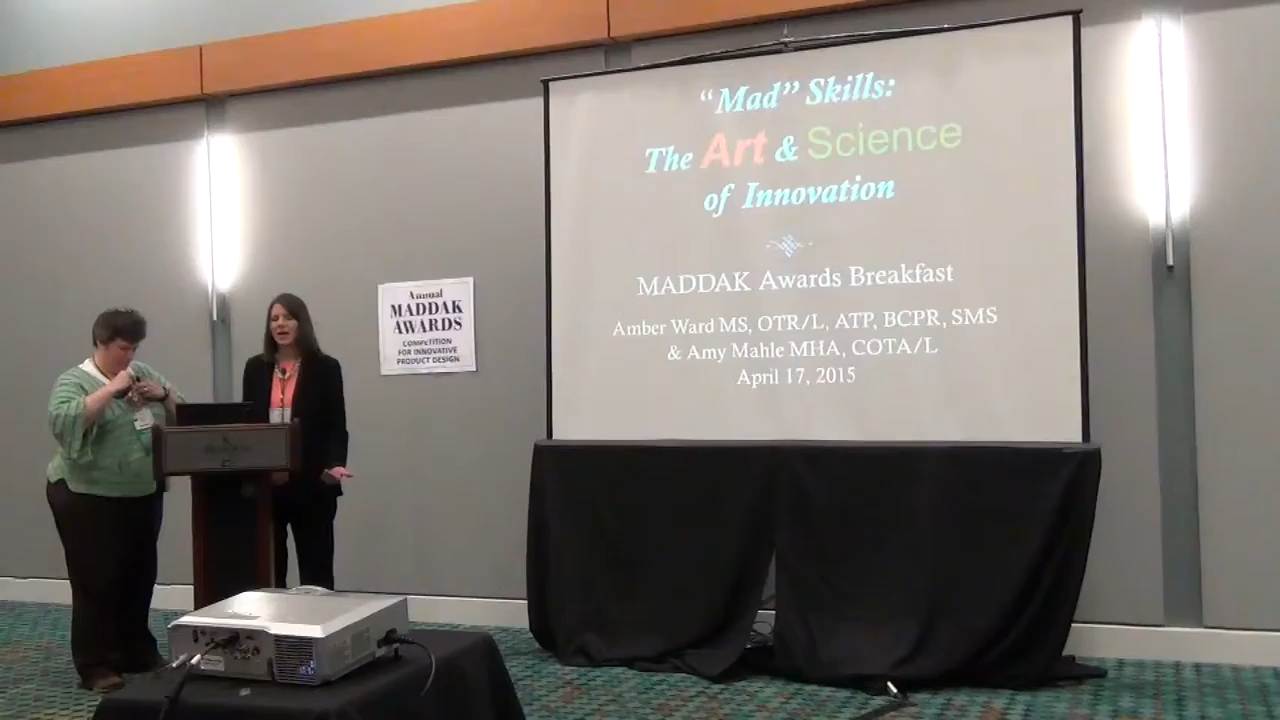 "Mad" Skills:
The Art & Science
of Innovation
MADDAK Awards Breakfast
Amber Ward MS, OTR/L, ATP, BCPR, SMS
& Amy Mahle MHA, COTA/L
April 17, 2015
Annual
MADDAK
AWARDS
COMPETITION
FOR INNOVATIVE
PRODUCT DESIGN